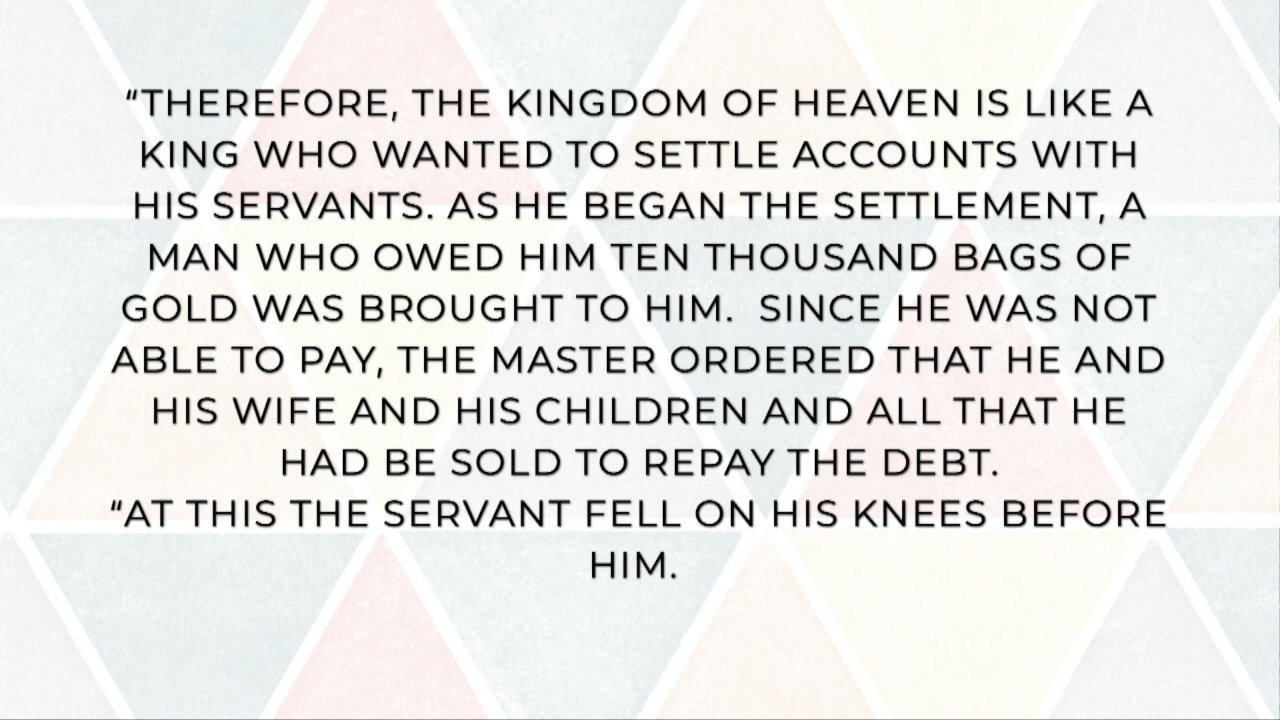 “THEREFORE, THE KINGDOM OF HEAVEN IS LIKE A
KING WHO WANTED TO SETTLE ACCOUNTS WITH
HIS SERVANTS. AS HE BEGAN THE SETTLEMENT, A
MAN WHO OWED HIM TEN THOUSAND BAGS OF
GOLD WAS BROUGHT TO HIM.  SINCE HE WAS NOT
ABLE TO PAY, THE MASTER ORDERED THAT HE AND
HIS WIFE AND HIS CHILDREN AND ALL THAT HE
HAD BE SOLD TO REPAY THE DEBT.
“AT THIS THE SERVANT FELL ON HIS KNEES BEFORE
HIM.